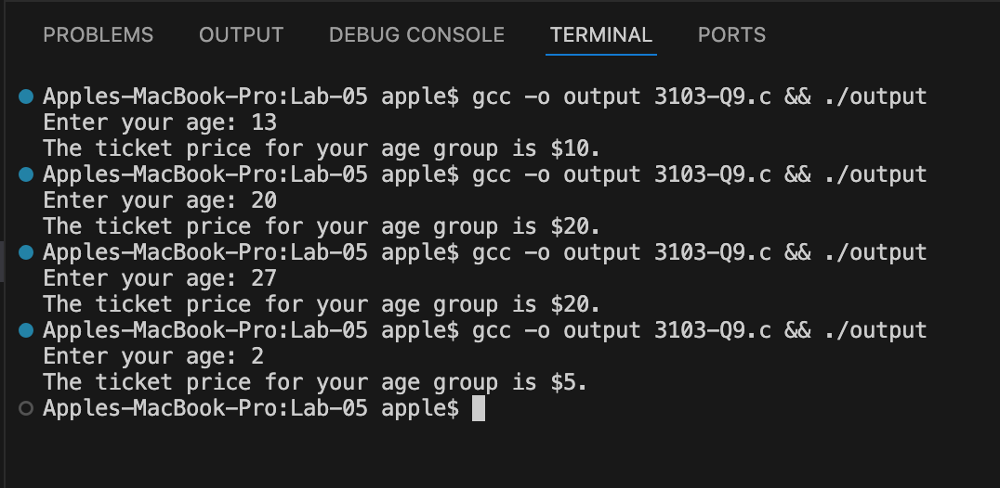 PROBLEMS OUTPUT DEBUG CONSOLE TERMINAL PORTS
Apples-MacBook-Pro:Lab-05 apple$ gcc -o output 3103-Q9.c && ./output
Enter your age: 13
The ticket price for your age group is $10.
Apples-MacBook-Pro:Lab-05 apple$ gcc -o output 3103-Q9.c && ./output
Enter your age: 20
The ticket price for your age group is $20.
Apples-MacBook-Pro:Lab-05 apple$ gcc -o output 3103-Q9.c && ./output
Enter your age: 27
The ticket price for your age group is $20.
Apples-MacBook-Pro:Lab-05 apple$ gcc -o output 3103-Q9.c && ./output
Enter your age: 2
The ticket price for your age group is $5.
Apples-MacBook-Pro:Lab-05 apple$